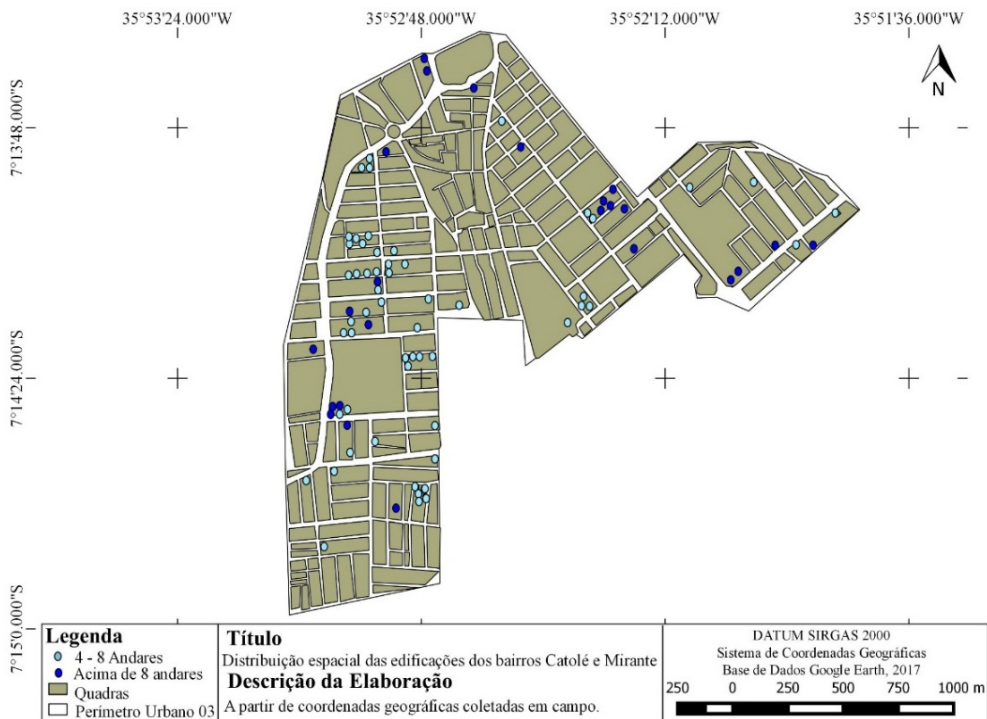 35°53'24.000"W 35°52'48.000"W 35°52'12.000"W 35°51'36.000"W
N
7°13'48.000"S
7°14'24.000"S
7°15'0.000"S
Legenda
4 - 8 Andares
Acima de 8 andares
Quadras
Perímetro Urbano 03
Título
Distribuição espacial das edificações dos bairros Catolé e Mirante
Descrição da Elaboração
A partir de coordenadas geográficas coletadas em campo.
DATUM SIRGAS 2000
Sistema de Coordenadas Geográficas
Base de Dados Google Earth, 2017
250 0 250 500 750 1000 m